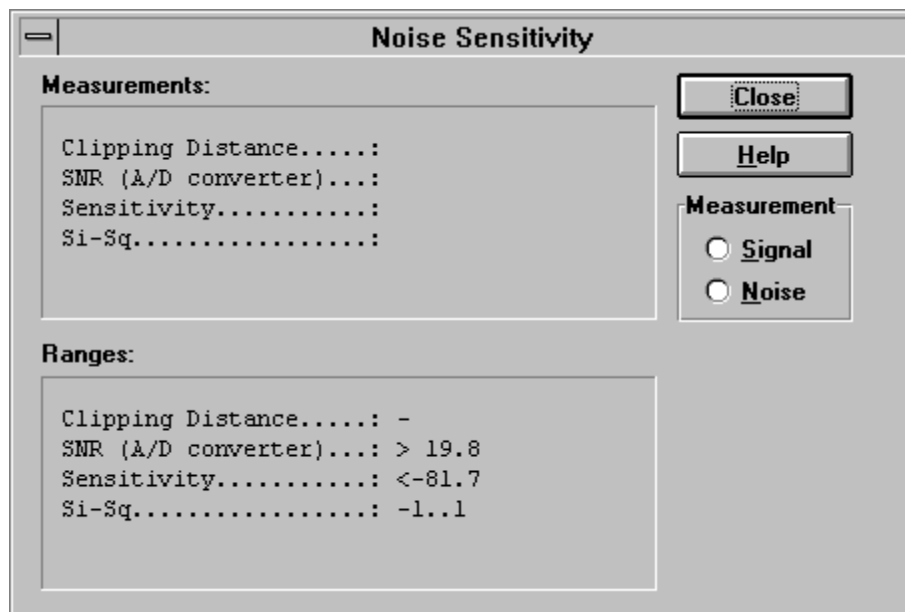 Noise Sensitivity
Measurements:
Clipping Distance.....:
SNR (A/D converter)...:
Sensitivity...........:
Si-Sq.................:
Close
Help
Measurement
Signal
Noise
Ranges:
Clipping Distance.....: -
SNR (A/D converter)...: > 19.8
Sensitivity...........: <-81.7
Si-Sq.................: -1..1